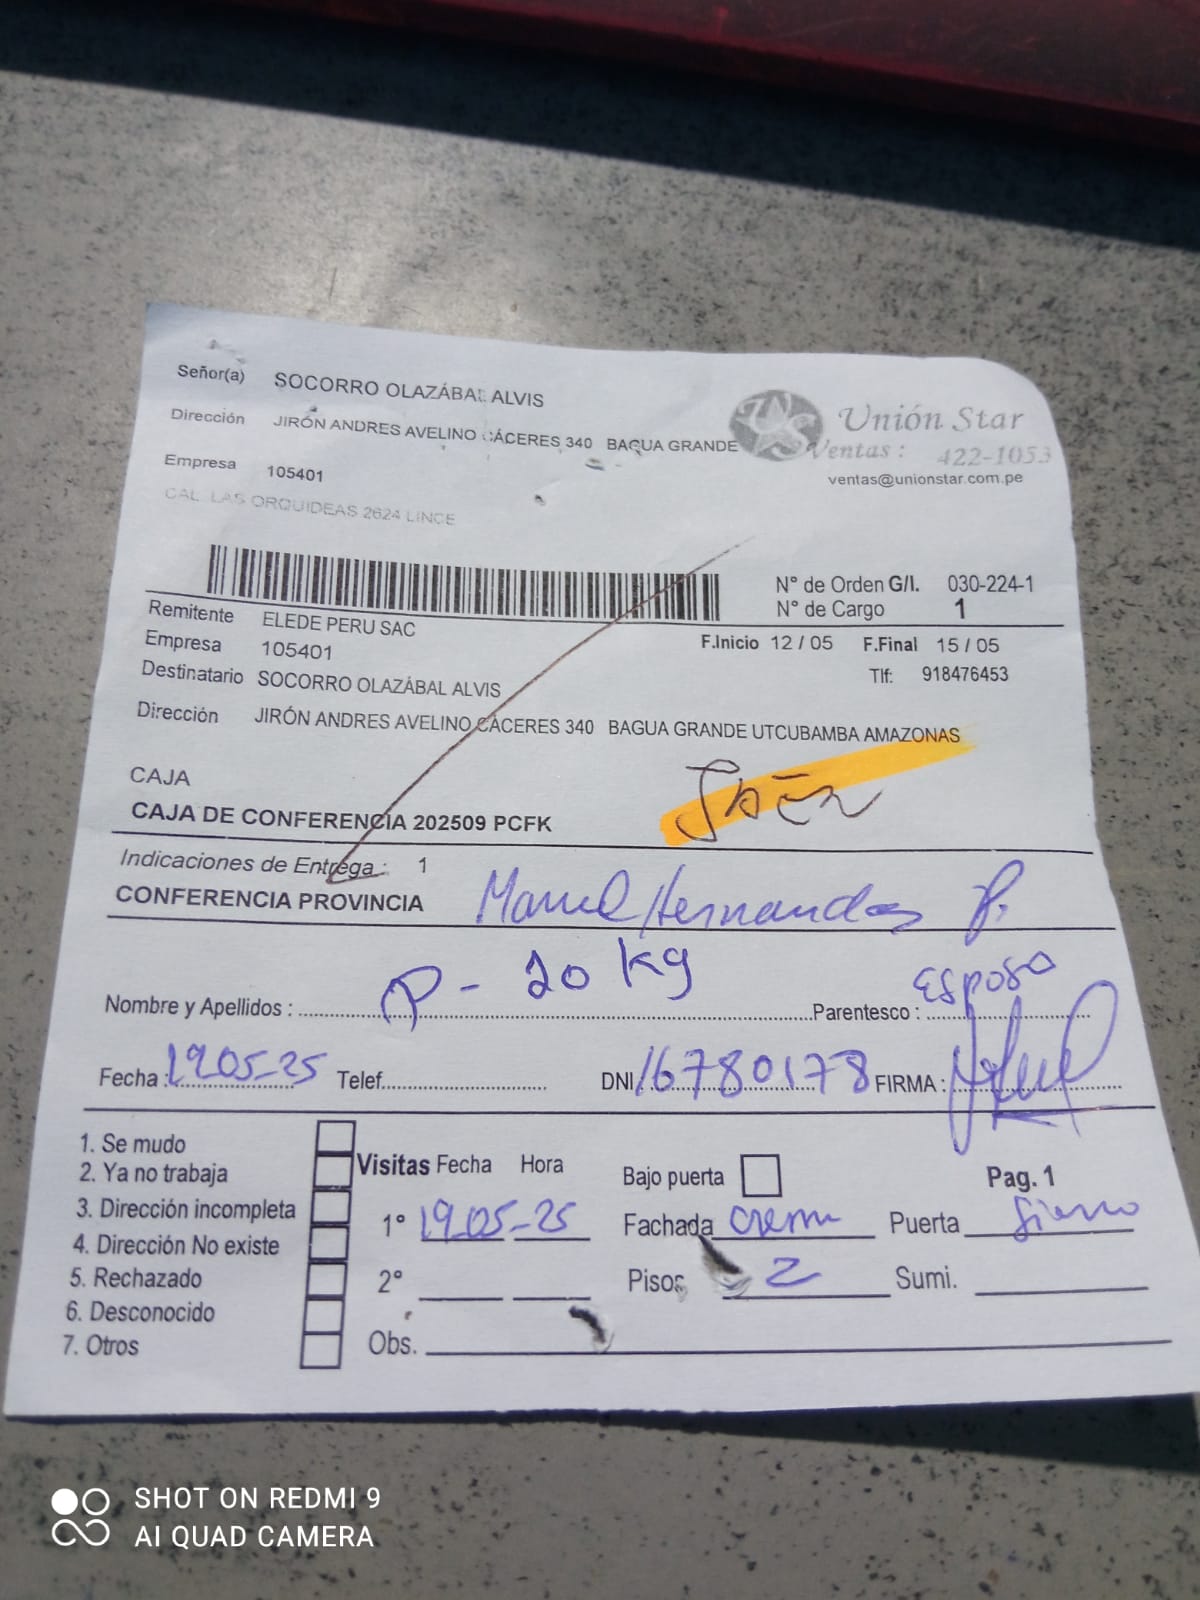 Señor(a) SOCORRO OLAZÁBAL ALVIS
Dirección JIRÓN ANDRES AVELINO CÁCERES 340 BAGUA GRANDE
Unión Star
Ventas : 422-1053
ventas@unionstar.com.pe
Empresa 105401
CAL. LAS ORQUIDEAS 2624 LINCE
N° de Orden G/I. 030-224-1
N° de Cargo 1
Remitente ELEDE PERU SAC
Empresa 105401
F.Inicio 12 / 05 F.Final 15 / 05
Tlf: 918476453
Destinatario SOCORRO OLAZÁBAL ALVIS
Dirección JIRÓN ANDRES AVELINO CÁCERES 340 BAGUA GRANDE UTCUBAMBA AMAZONAS
CAJA
Jaén
CAJA DE CONFERENCIA 202509 PCFK
Indicaciones de Entrega : 1
CONFERENCIA PROVINCIA
Manuel Hernandez P.
P - 20 kg
Nombre y Apellidos : Parentesco : Esposo
Fecha : 19.05-25 Telef. DNI 16780178 FIRMA :
1. Se mudo
2. Ya no trabaja
3. Dirección incompleta
4. Dirección No existe
5. Rechazado
6. Desconocido
7. Otros
Visitas Fecha Hora
1° 19.05-25
2°
Obs.
Bajo puerta Pag. 1
Fachada crema Puerta fierro
Pisos 2 Sumi.
SHOT ON REDMI 9
AI QUAD CAMERA